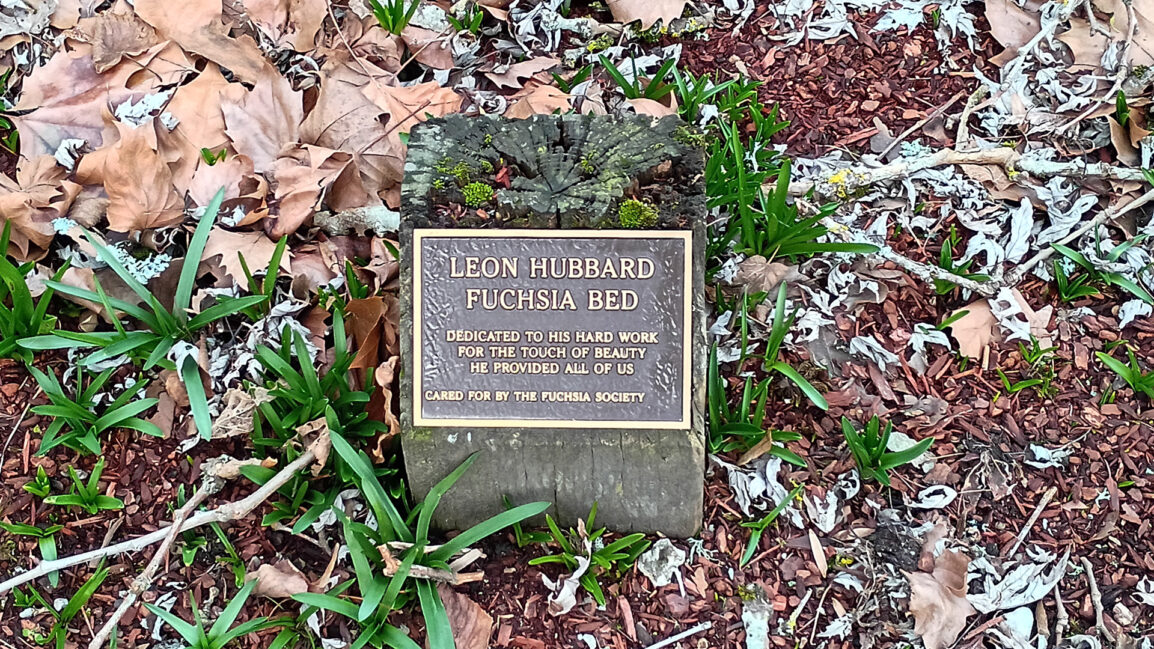 LEON HUBBARD
FUCHSIA BED
DEDICATED TO HIS HARD WORK
FOR THE TOUCH OF BEAUTY
HE PROVIDED ALL OF US
CARED FOR BY THE FUCHSIA SOCIETY